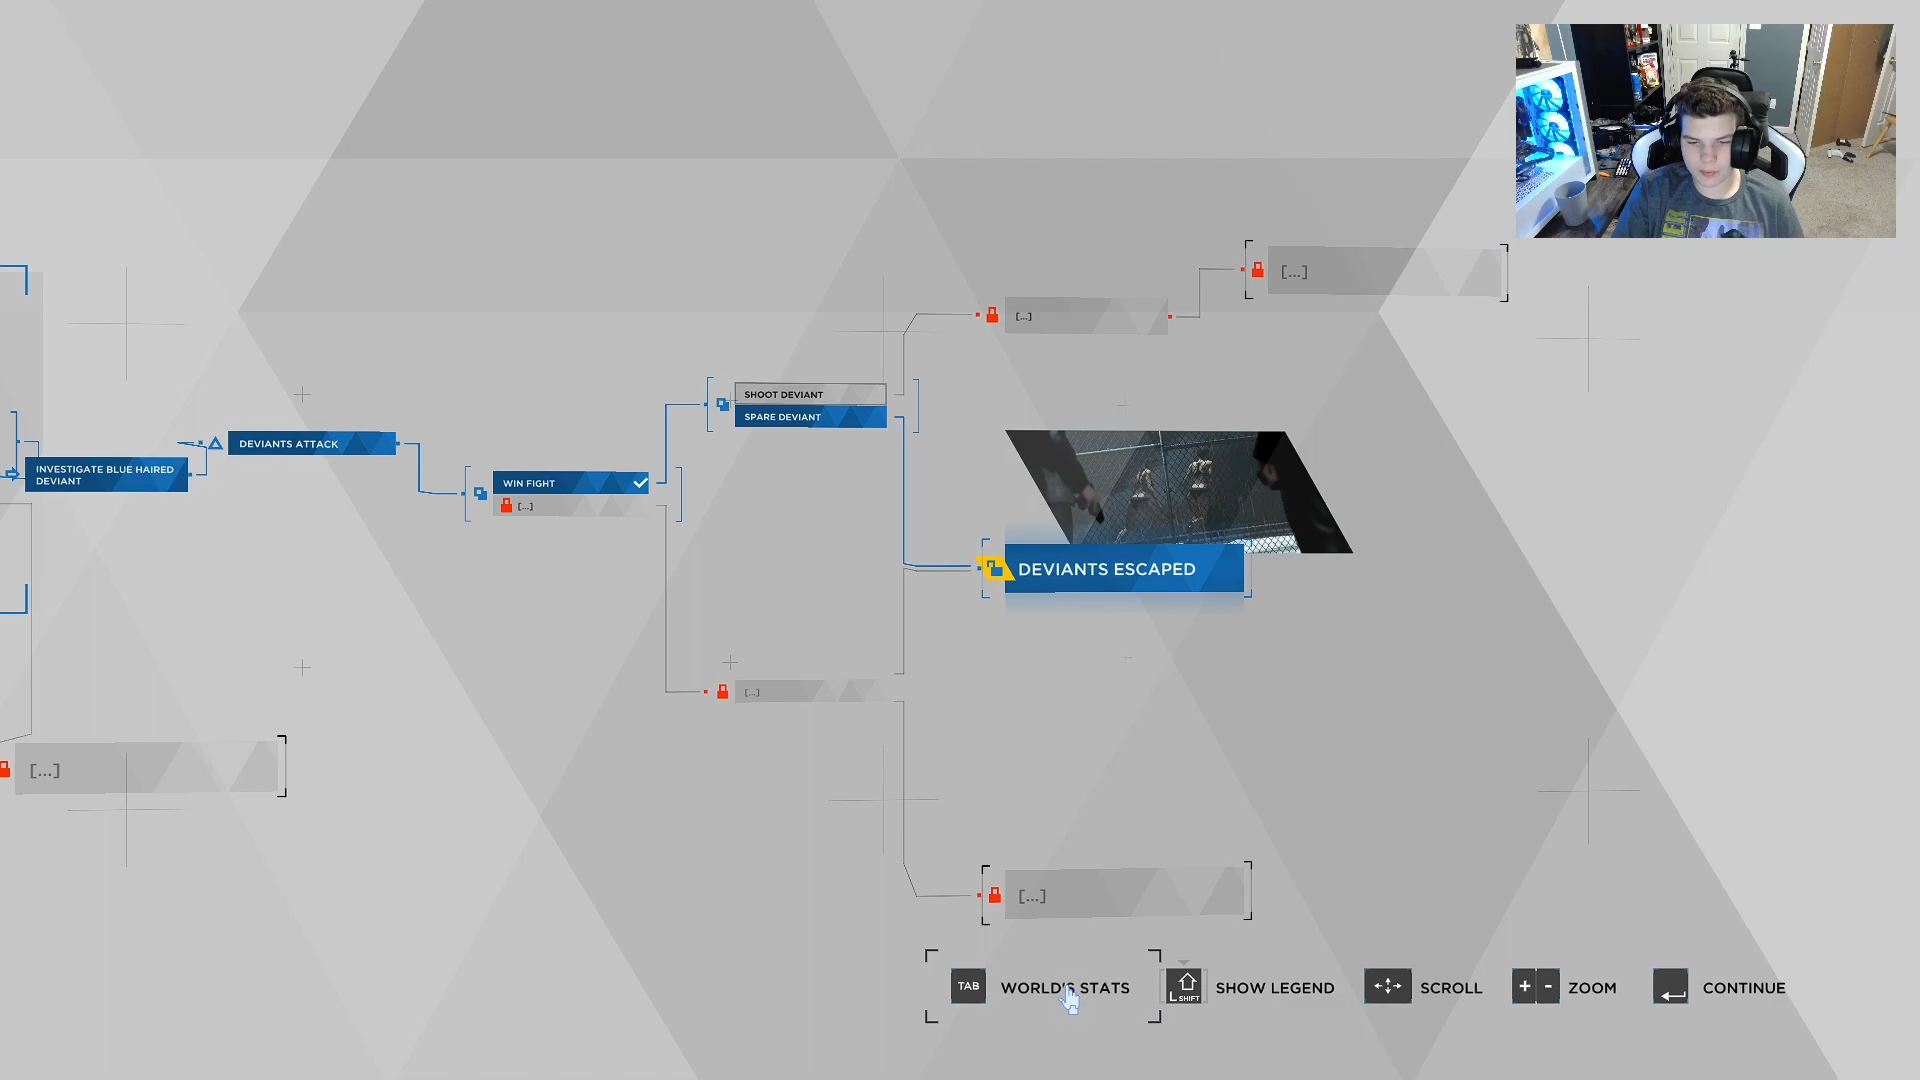 [...]
[...]
SHOOT DEVIANT
SPARE DEVIANT
DEVIANTS ATTACK
INVESTIGATE BLUE HAIRED
DEVIANT
WIN FIGHT
[...]
DEVIANTS ESCAPED
[...]
[...]
[...]
TAB WORLD'S STATS
L SHIFT SHOW LEGEND
SCROLL
+ - ZOOM
CONTINUE